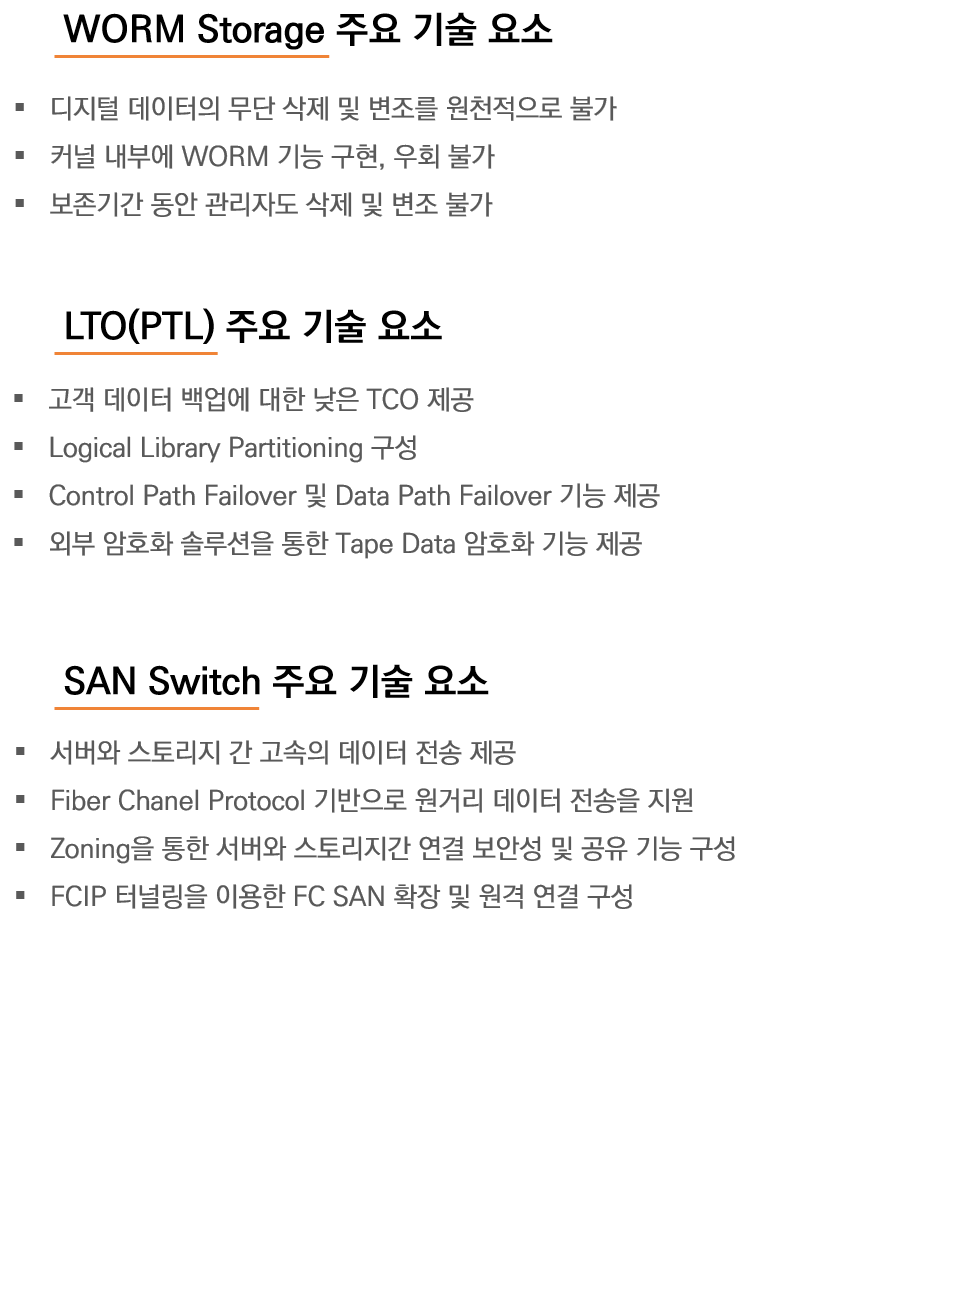 WORM Storage 주요 기술 요소
▪ 디지털 데이터의 무단 삭제 및 변조를 원천적으로 불가
▪ 커널 내부에 WORM 기능 구현, 우회 불가
▪ 보존기간 동안 관리자도 삭제 및 변조 불가
LTO(PTL) 주요 기술 요소
▪ 고객 데이터 백업에 대한 낮은 TCO 제공
▪ Logical Library Partitioning 구성
▪ Control Path Failover 및 Data Path Failover 기능 제공
▪ 외부 암호화 솔루션을 통한 Tape Data 암호화 기능 제공
SAN Switch 주요 기술 요소
▪ 서버와 스토리지 간 고속의 데이터 전송 제공
▪ Fiber Chanel Protocol 기반으로 원거리 데이터 전송을 지원
▪ Zoning을 통한 서버와 스토리지간 연결 보안성 및 공유 기능 구성
▪ FCIP 터널링을 이용한 FC SAN 확장 및 원격 연결 구성